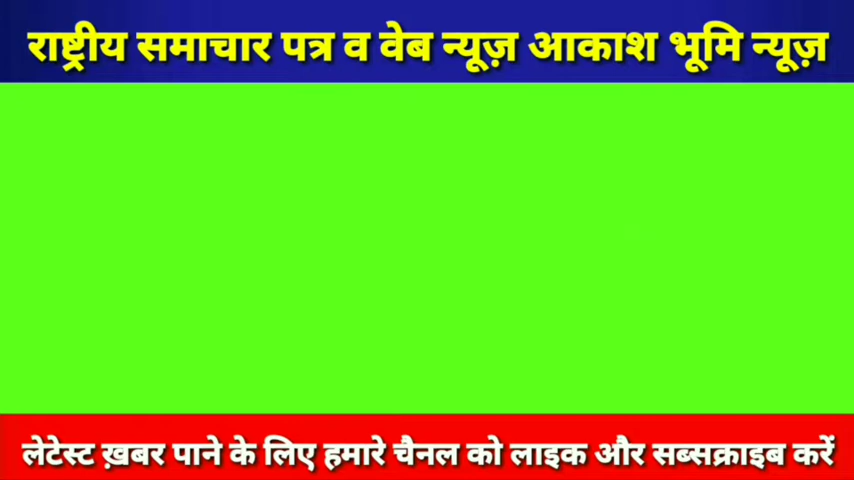 राष्ट्रीय समाचार पत्र व वेब न्यूज़ आकाश भूमि न्यूज़
लेटेस्ट ख़बर पाने के लिए हमारे चैनल को लाइक और सब्सक्राइब करें